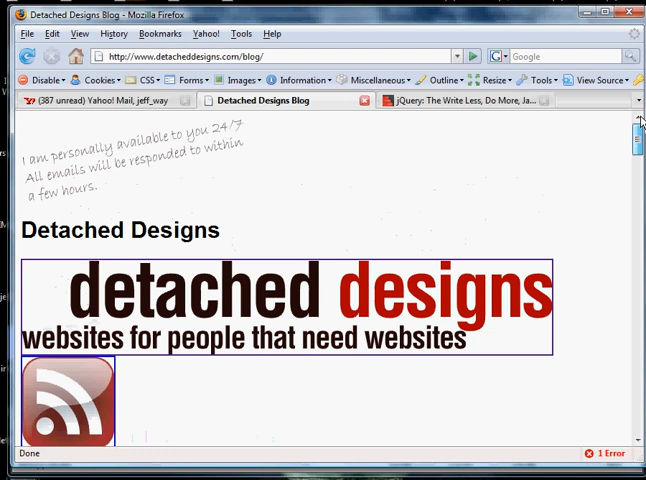 Detached Designs Blog - Mozilla Firefox
File Edit View History Bookmarks Yahoo! Tools Help
http://www.detacheddesigns.com/blog/
G Google
Disable Cookies CSS Forms Images Information Miscellaneous Outline Resize Tools View Source
(387 unread) Yahoo! Mail, jeff_way
Detached Designs Blog
jQuery: The Write Less, Do More, Ja...
I am personally available to you 24/7
All emails will be responded to within
a few hours.
Detached Designs
detached designs
websites for people that need websites
Done
1 Error